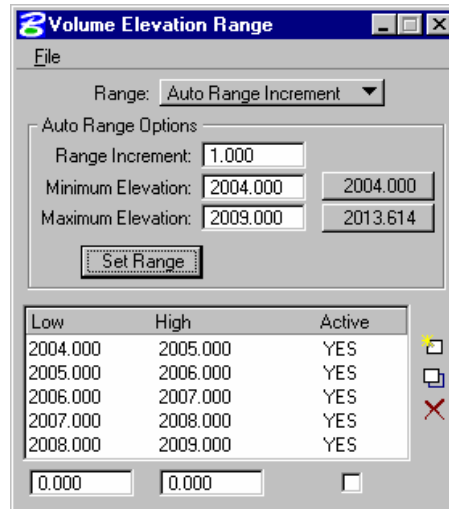 Volume Elevation Range
File
Range: Auto Range Increment
Auto Range Options
Range Increment: 1.000
Minimum Elevation: 2004.000 2004.000
Maximum Elevation: 2009.000 2013.614
Set Range
Low High Active
2004.000 2005.000 YES
2005.000 2006.000 YES
2006.000 2007.000 YES
2007.000 2008.000 YES
2008.000 2009.000 YES
0.000 0.000